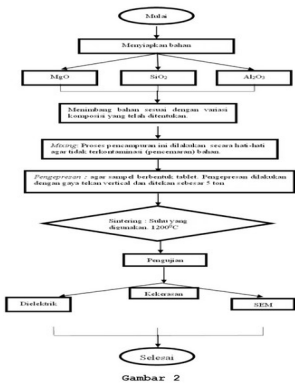 Mulai
Menyiapkan bahan
MgO
SiO₂
Al₂O₃
Menimbang bahan sesuai dengan variasi
komposisi yang telah ditentukan.
Mixing: Proses pencampuran ini dilakukan secara hati-hati
agar tidak terkontaminasi (pencemaran) bahan.
Pengepresan : agar sampel berbentuk tablet. Pengepresan dilakukan
dengan gaya tekan vertical dan ditekan sebesar 5 ton
Sintering : Suhu yang
digunakan. 1200⁰C
Pengujian
Dielektrik
Kekerasan
SEM
Selesai
Gambar 2